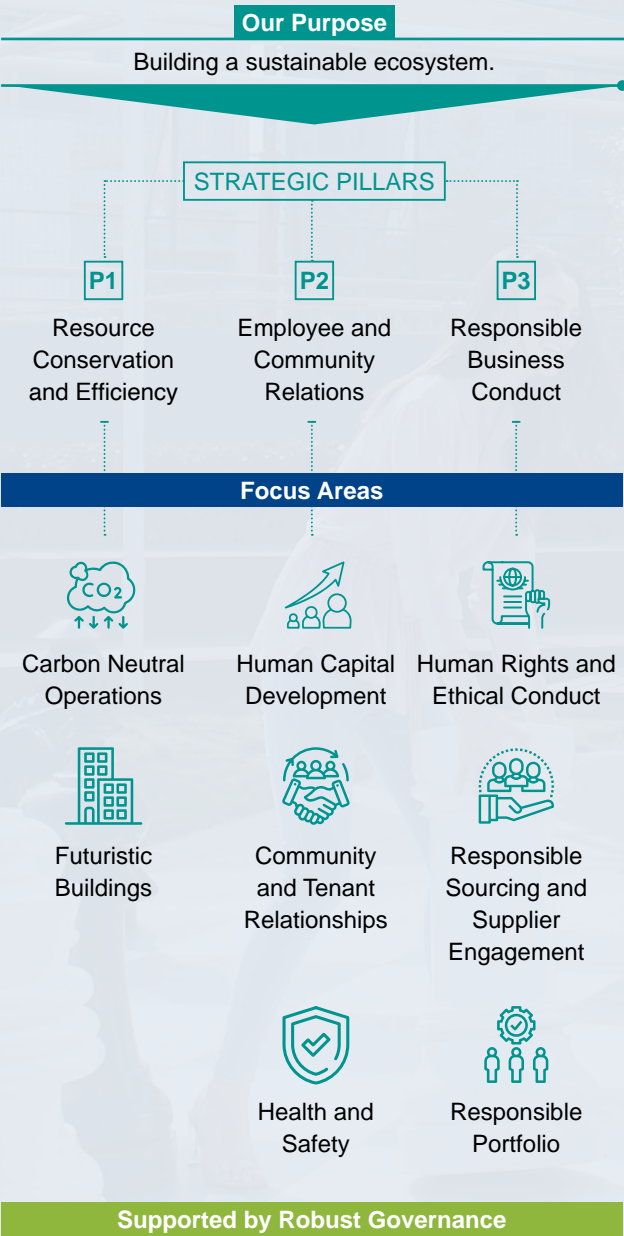 Our Purpose
Building a sustainable ecosystem.
STRATEGIC PILLARS
P1
Resource
Conservation
and Efficiency
P2
Employee and
Community
Relations
P3
Responsible
Business
Conduct
Focus Areas
CO2
Carbon Neutral
Operations
Futuristic
Buildings
Human Capital
Development
Community
and Tenant
Relationships
Health and
Safety
Human Rights and
Ethical Conduct
Responsible
Sourcing and
Supplier
Engagement
Responsible
Portfolio
Supported by Robust Governance